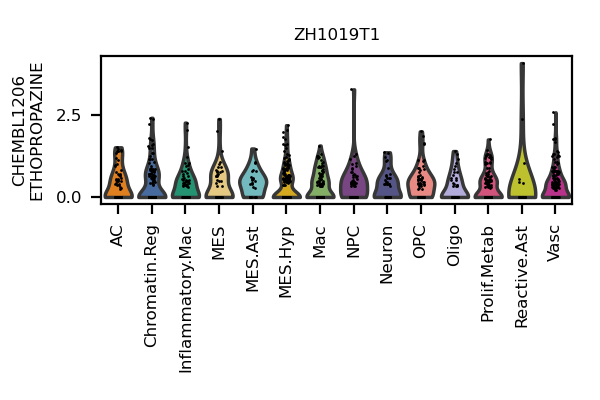 ZH1019T1
CHEMBL1206
ETHOPROPAZINE
2.5
0.0
AC
Chromatin.Reg
Inflammatory.Mac
MES
MES.Ast
MES.Hyp
Mac
NPC
Neuron
OPC
Oligo
Prolif.Metab
Reactive.Ast
Vasc